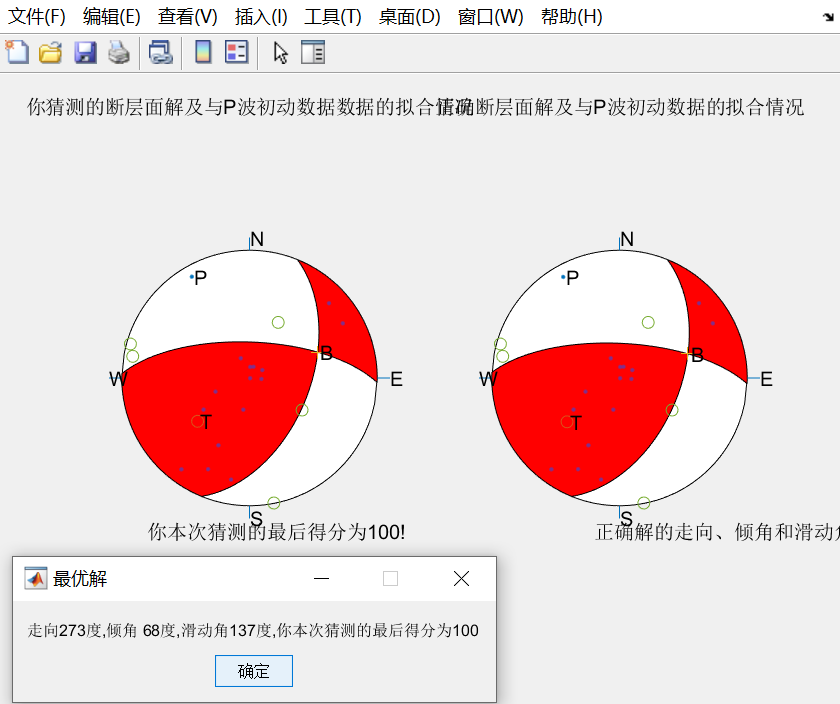 文件(F) 编辑(E) 查看(V) 插入(I) 工具(T) 桌面(D) 窗口(W) 帮助(H)
你猜测的断层面解及与P波初动数据数据的拟合情况
正确断层面解及与P波初动数据的拟合情况
N
P
B
W
E
T
S
你本次猜测的最后得分为100!
N
P
B
W
E
T
S
正确解的走向、倾角和滑动角
最优解
走向273度,倾角 68度,滑动角137度,你本次猜测的最后得分为100
确定